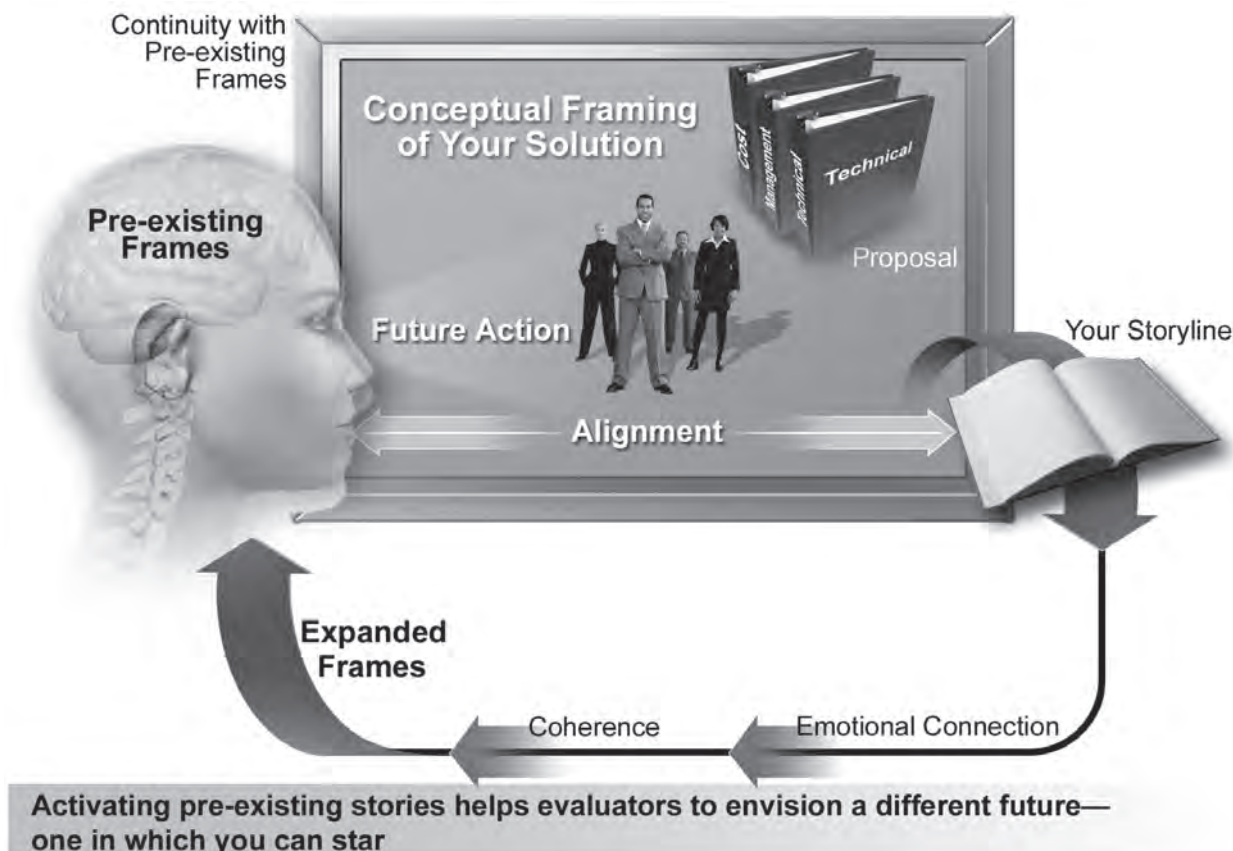 Continuity with
Pre-existing
Frames
Conceptual Framing
of Your Solution
Cost
Management
Technical
Technical
Proposal
Pre-existing
Frames
Future Action
Your Storyline
Alignment
Expanded
Frames
Coherence
Emotional Connection
Activating pre-existing stories helps evaluators to envision a different future—
one in which you can star